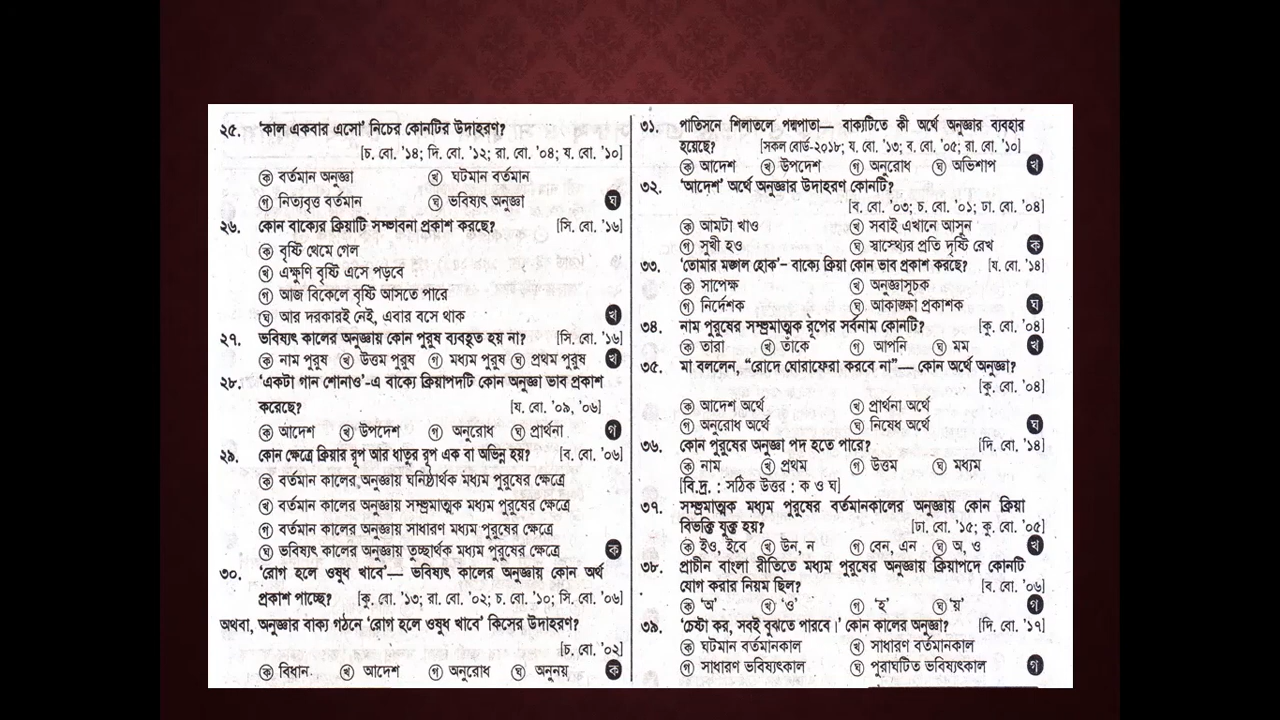 ২৫. 'কাল একবার এসো' নিচের কোনটির উদাহরণ?
[চ. বো. '১৪; দি. বো. '১২; রা. বো. '০৪; য. বো. '১০]
ক বর্তমান অনুজ্ঞা খ ঘটমান বর্তমান
গ নিত্যবৃত্ত বর্তমান ঘ ভবিষ্যৎ অনুজ্ঞা ঘ
২৬. কোন বাক্যের ক্রিয়াটি সম্ভাবনা প্রকাশ করছে? [সি. বো. '১৬]
ক বৃষ্টি থেমে গেল
খ এক্ষণি বৃষ্টি এসে পড়বে
গ আজ বিকেলে বৃষ্টি আসতে পারে
ঘ আর দরকারই নেই, এবার বসে থাক খ
২৭. ভবিষ্যৎ কালের অনুজ্ঞায় কোন পুরুষ ব্যবহৃত হয় না? [সি. বো. '১৬]
ক নাম পুরুষ খ উত্তম পুরুষ গ মধ্যম পুরুষ ঘ প্রথম পুরুষ খ
২৮. 'একটা গান শোনাও'-এ বাক্যে ক্রিয়াপদটি কোন অনুজ্ঞা ভাব প্রকাশ
করেছে? [য. বো. '০৯, '০৬]
ক আদেশ খ উপদেশ গ অনুরোধ ঘ প্রার্থনা গ
২৯. কোন ক্ষেত্রে ক্রিয়ার রূপ আর ধাতুর রূপ এক বা অভিন্ন হয়? [ব. বো. '০৬]
ক বর্তমান কালের অনুজ্ঞায় ঘনিষ্ঠার্থক মধ্যম পুরুষের ক্ষেত্রে
খ বর্তমান কালের অনুজ্ঞায় সম্ভ্রমাত্মক মধ্যম পুরুষের ক্ষেত্রে
গ বর্তমান কালের অনুজ্ঞায় সাধারণ মধ্যম পুরুষের ক্ষেত্রে
ঘ ভবিষ্যৎ কালের অনুজ্ঞায় তুচ্ছার্থক মধ্যম পুরুষের ক্ষেত্রে ক
৩০. 'রোগ হলে ওষুধ খাবে'— ভবিষ্যৎ কালের অনুজ্ঞায় কোন অর্থ
প্রকাশ পাচ্ছে? [কু. বো. '১৩; রা. বো. '০২; চ. বো. '১০; সি. বো. '০৬]
অথবা, অনুজ্ঞার বাক্য গঠনে 'রোগ হলে ওষুধ খাবে' কিসের উদাহরণ?
[চ. বো. '০২]
ক বিধান খ আদেশ গ অনুরোধ ঘ অনুনয় ক
৩১. পাতিসনে শিলাতলে পদ্মপাতা— বাক্যটিতে কী অর্থে অনুজ্ঞার ব্যবহার
হয়েছে? [সকল বোর্ড-২০১৮; য. বো. '১৩; ব. বো. '০৫; রা. বো. '১০]
ক আদেশ খ উপদেশ গ অনুরোধ ঘ অভিশাপ খ
৩২. 'আদেশ' অর্থে অনুজ্ঞার উদাহরণ কোনটি?
[ব. বো. '০৩; চ. বো. '০১; ঢা. বো. '০৪]
ক আমটা খাও খ সবাই এখানে আসুন
গ সুখী হও ঘ স্বাস্থ্যের প্রতি দৃষ্টি রেখ ক
৩৩. 'তোমার মঙ্গল হোক'– বাক্যে ক্রিয়া কোন ভাব প্রকাশ করছে? [য. বো. '১৪]
ক সাপেক্ষ খ অনুজ্ঞাসূচক
গ নির্দেশক ঘ আকাঙ্ক্ষা প্রকাশক ঘ
৩৪. নাম পুরুষের সম্ভ্রমাত্মক রূপের সর্বনাম কোনটি? [কু. বো. '০৪]
ক তারা খ তাঁকে গ আপনি ঘ মম খ
৩৫. মা বললেন, “রোদে ঘোরাফেরা করবে না”— কোন অর্থে অনুজ্ঞা?
[কু. বো. '০৪]
ক আদেশ অর্থে খ প্রার্থনা অর্থে
গ অনুরোধ অর্থে ঘ নিষেধ অর্থে ঘ
৩৬. কোন পুরুষের অনুজ্ঞা পদ হতে পারে? [দি. বো. '১৪]
ক নাম খ প্রথম গ উত্তম ঘ মধ্যম
[বি.দ্র. : সঠিক উত্তর : ক ও ঘ]
৩৭. সম্ভ্রমাত্মক মধ্যম পুরুষের বর্তমানকালের অনুজ্ঞায় কোন ক্রিয়া
বিভক্তি যুক্ত হয়? [ঢা. বো. '১৫; কু. বো. '০৫]
ক ইও, ইবে খ উন, ন গ বেন, এন ঘ অ, ও খ
৩৮. প্রাচীন বাংলা রীতিতে মধ্যম পুরুষের অনুজ্ঞায় ক্রিয়াপদে কোনটি
যোগ করার নিয়ম ছিল? [ব. বো. '০৬]
ক 'অ' খ 'ও' গ 'হ' ঘ 'য়' গ
৩৯. 'চেষ্টা কর, সবই বুঝতে পারবে।' কোন কালের অনুজ্ঞা? [দি. বো. '১৭]
ক ঘটমান বর্তমানকাল খ সাধারণ বর্তমানকাল
গ সাধারণ ভবিষ্যৎকাল ঘ পুরাঘটিত ভবিষ্যৎকাল গ